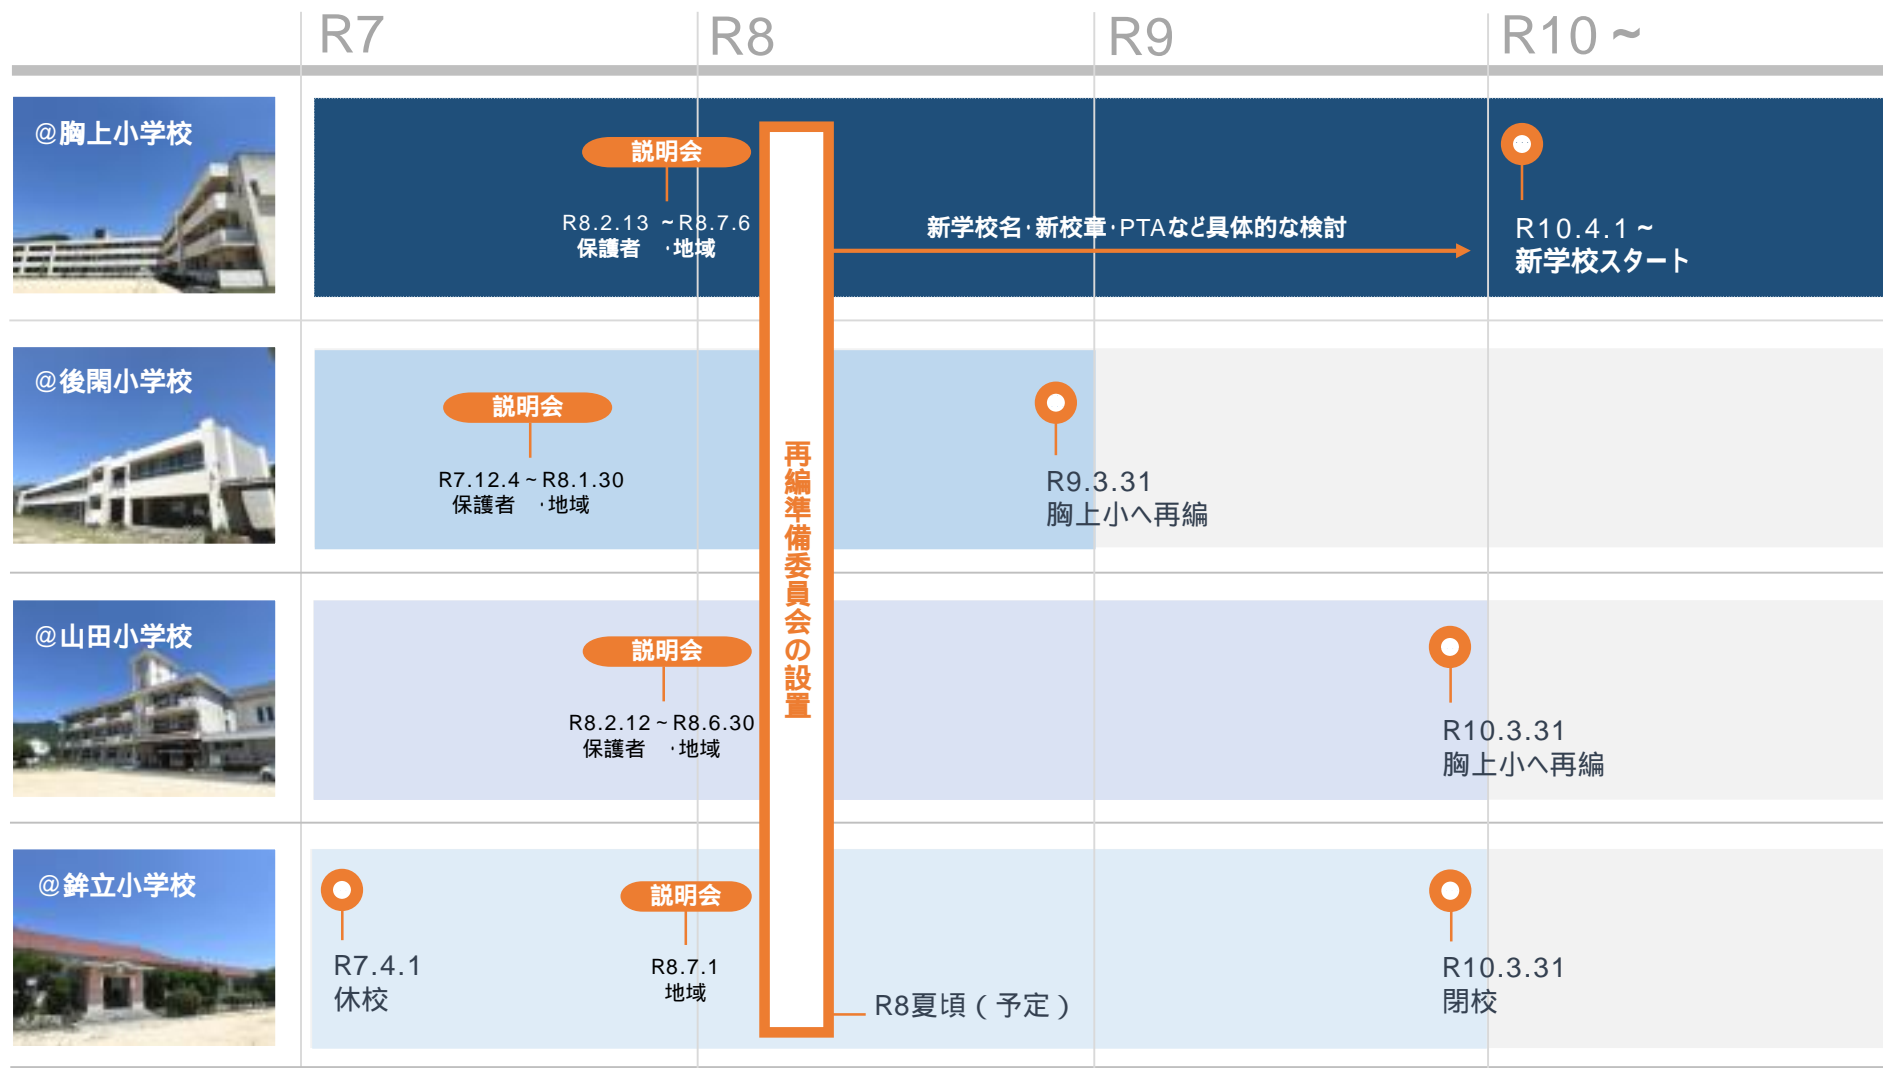 R7
R8
R9
R10～
@胸上小学校
説明会
R8.2.13 ～R8.7.6
保護者 ・地域
新学校名・新校章・PTAなど具体的な検討
R10.4.1～
新学校スタート
@後閑小学校
説明会
R7.12.4～R8.1.30
保護者 ・地域
R9.3.31
胸上小へ再編
再編準備委員会の設置
@山田小学校
説明会
R8.2.12～R8.6.30
保護者 ・地域
R10.3.31
胸上小へ再編
@鉾立小学校
R7.4.1
休校
説明会
R8.7.1
地域
R8夏頃（予定）
R10.3.31
閉校